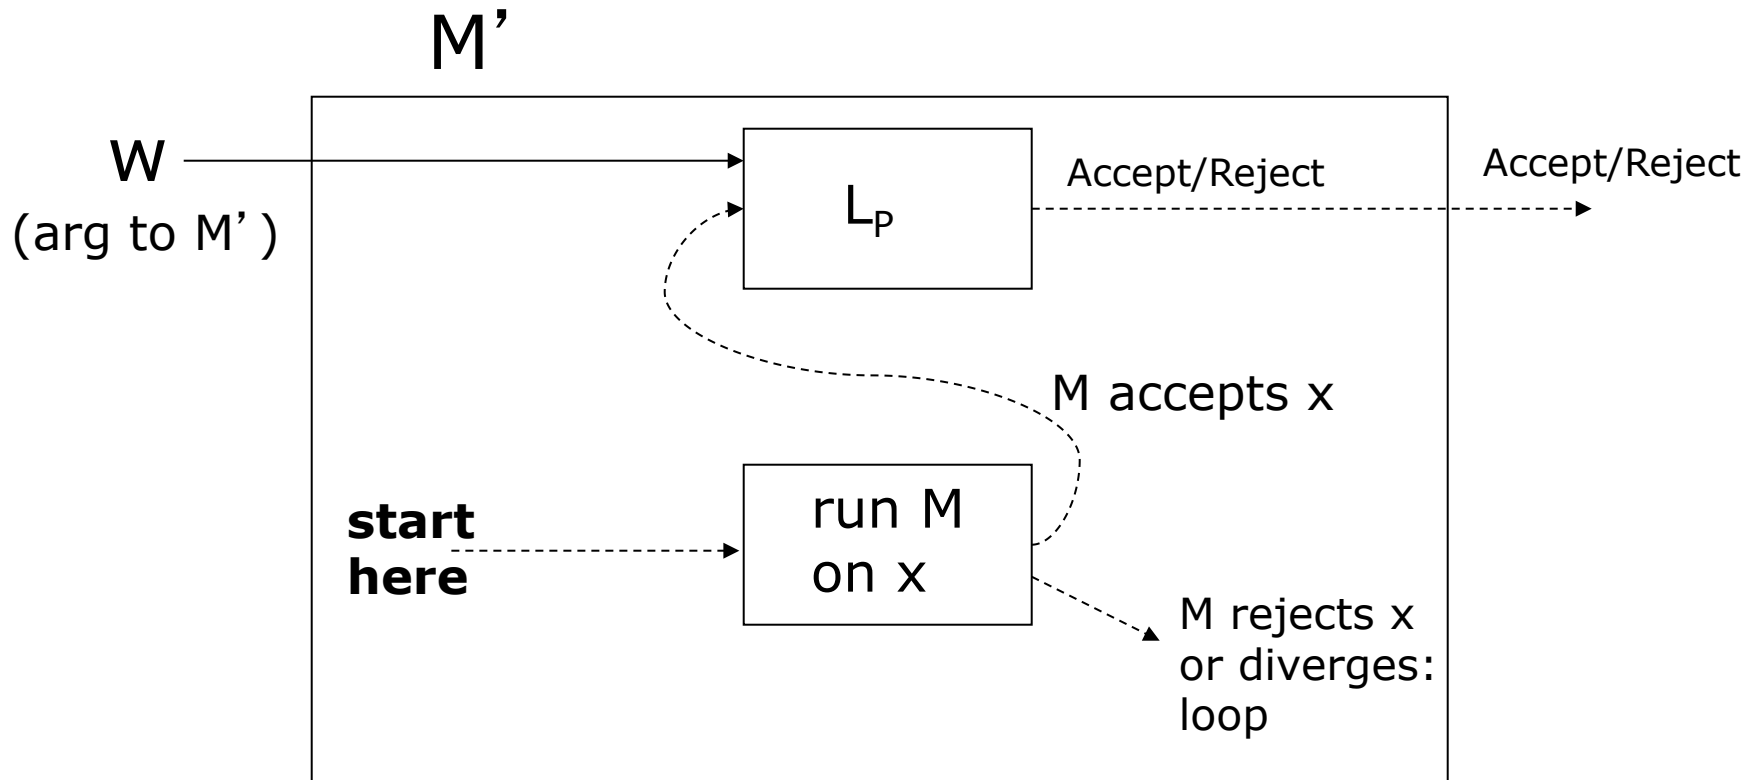 M’
w
(arg to M’ )
L_P
Accept/Reject
Accept/Reject
M accepts x
start
here
run M
on x
M rejects x
or diverges:
loop